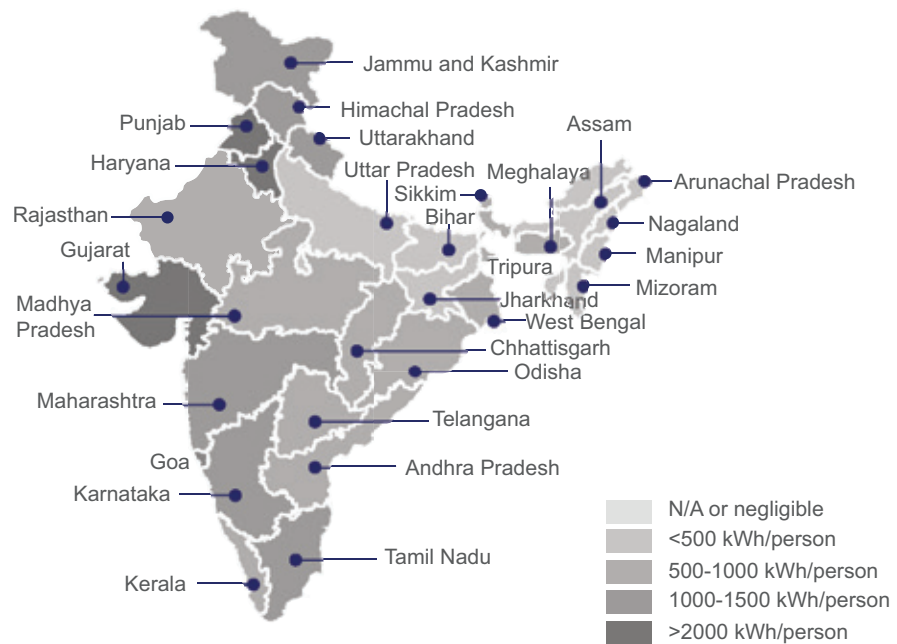 Jammu and Kashmir
Himachal Pradesh
Punjab
Uttarakhand
Assam
Haryana
Uttar Pradesh
Meghalaya
Arunachal Pradesh
Sikkim
Rajasthan
Bihar
Nagaland
Gujarat
Manipur
Tripura
Mizoram
Madhya
Pradesh
Jharkhand
West Bengal
Chhattisgarh
Odisha
Maharashtra
Telangana
Goa
Andhra Pradesh
Karnataka
Tamil Nadu
Kerala
N/A or negligible
<500 kWh/person
500-1000 kWh/person
1000-1500 kWh/person
>2000 kWh/person